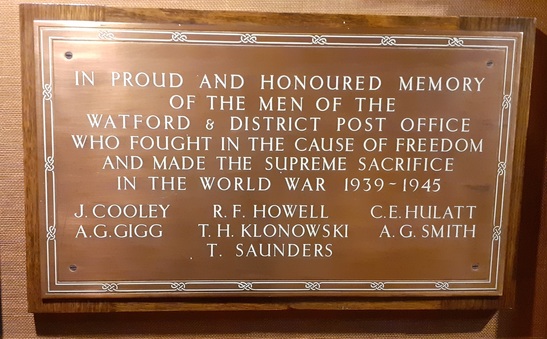 IN PROUD AND HONOURED MEMORY
OF THE MEN OF THE
WATFORD & DISTRICT POST OFFICE
WHO FOUGHT IN THE CAUSE OF FREEDOM
AND MADE THE SUPREME SACRIFICE
IN THE WORLD WAR 1939-1945
J. COOLEY R. F. HOWELL C. E. HULATT
A. G. GIGG T. H. KLONOWSKI A. G. SMITH
T. SAUNDERS